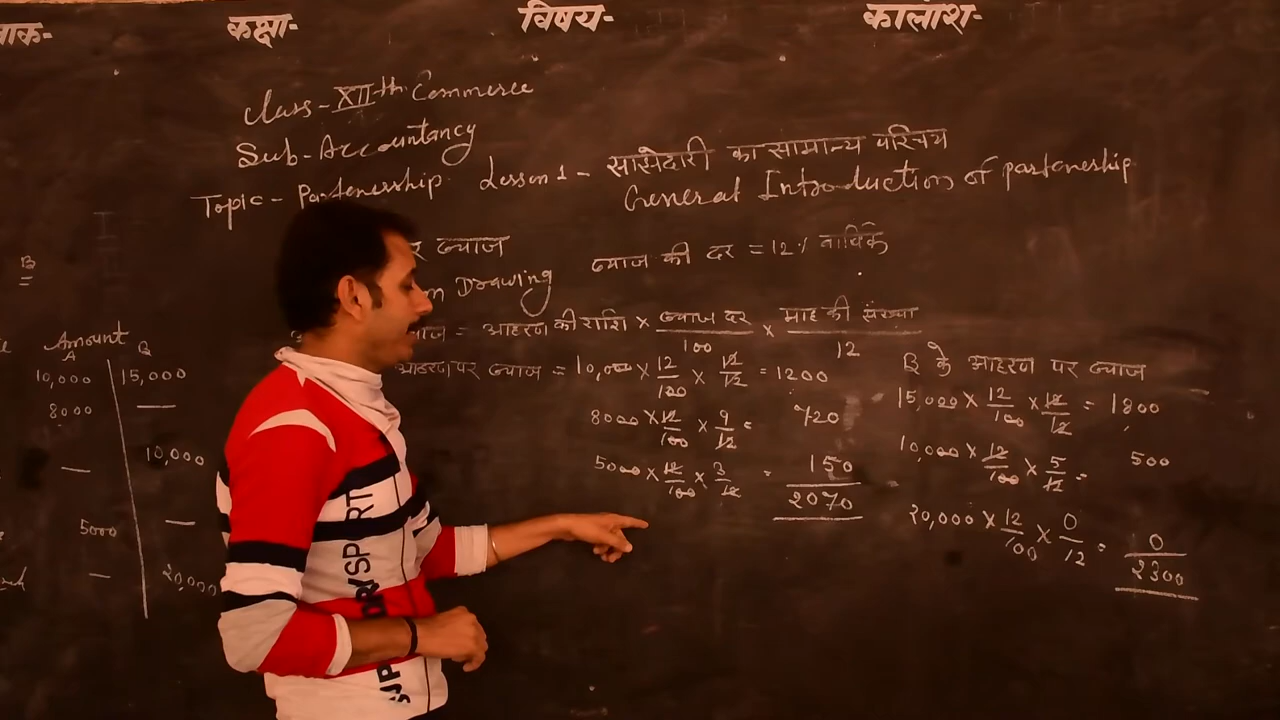 कक्षा- विषय- कालांश-
Class-XIIth Commerce
Sub-Accountancy
Topic- Partenership Lesson 1 - साझेदारी का सामान्य परिचय
General Introduction of partenership
ब्याज ब्याज की दर = 12% वार्षिक
B
Drawing
= आहरण की राशि × ब्याज दर/100 × माह की संख्या/12
Amount
A B
10,000 15,000
8000 —
— 10,000
5000 —
— 20,000
आहरण पर ब्याज = 10,000 × 12/100 × 12/12 = 1200
8000 × 12/100 × 9/12 = 720
5000 × 12/100 × 3/12 = 150
2070
B के आहरण पर ब्याज
15,000 × 12/100 × 12/12 = 1800
10,000 × 12/100 × 5/12 = 500
20,000 × 12/100 × 0/12 = 0
2300
SPORT